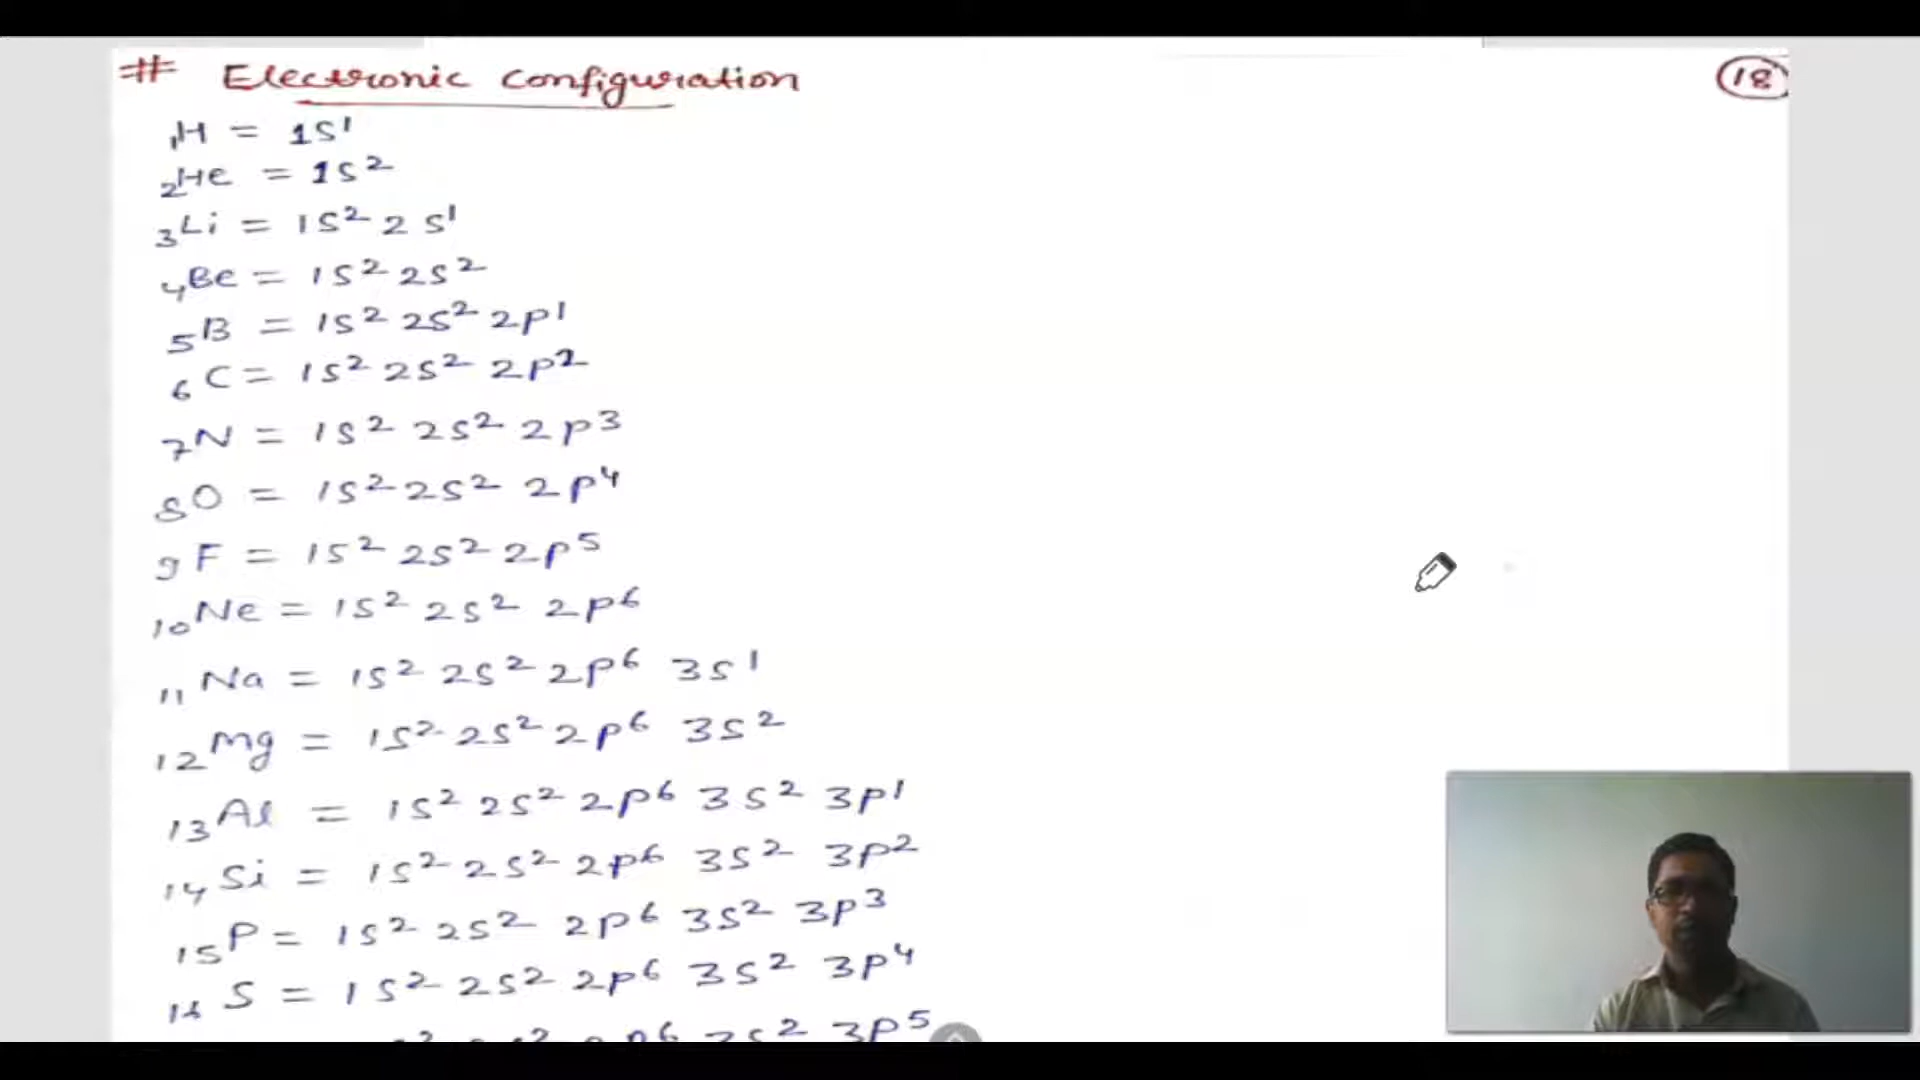 # Electronic configuration
18
₁H = 1s¹
₂He = 1s²
₃Li = 1s² 2s¹
₄Be = 1s² 2s²
₅B = 1s² 2s² 2p¹
₆C = 1s² 2s² 2p²
₇N = 1s² 2s² 2p³
₈O = 1s² 2s² 2p⁴
₉F = 1s² 2s² 2p⁵
₁₀Ne = 1s² 2s² 2p⁶
₁₁Na = 1s² 2s² 2p⁶ 3s¹
₁₂Mg = 1s² 2s² 2p⁶ 3s²
₁₃Al = 1s² 2s² 2p⁶ 3s² 3p¹
₁₄Si = 1s² 2s² 2p⁶ 3s² 3p²
₁₅P = 1s² 2s² 2p⁶ 3s² 3p³
₁₆S = 1s² 2s² 2p⁶ 3s² 3p⁴
3s² 3p⁵